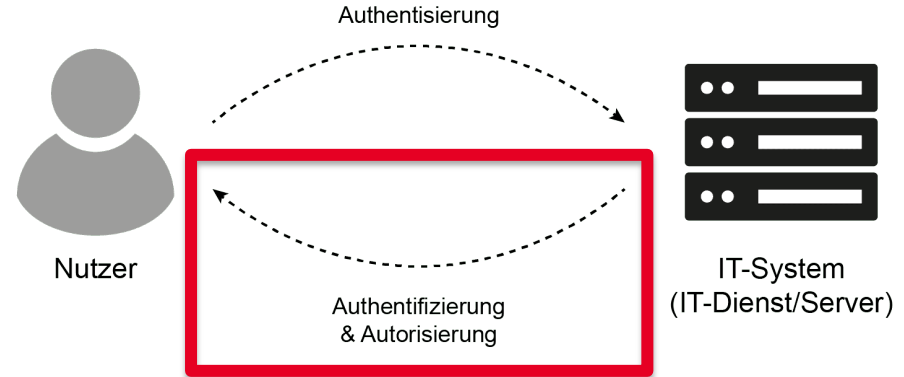 Authentisierung
Nutzer
IT-System
(IT-Dienst/Server)
Authentifizierung
& Autorisierung